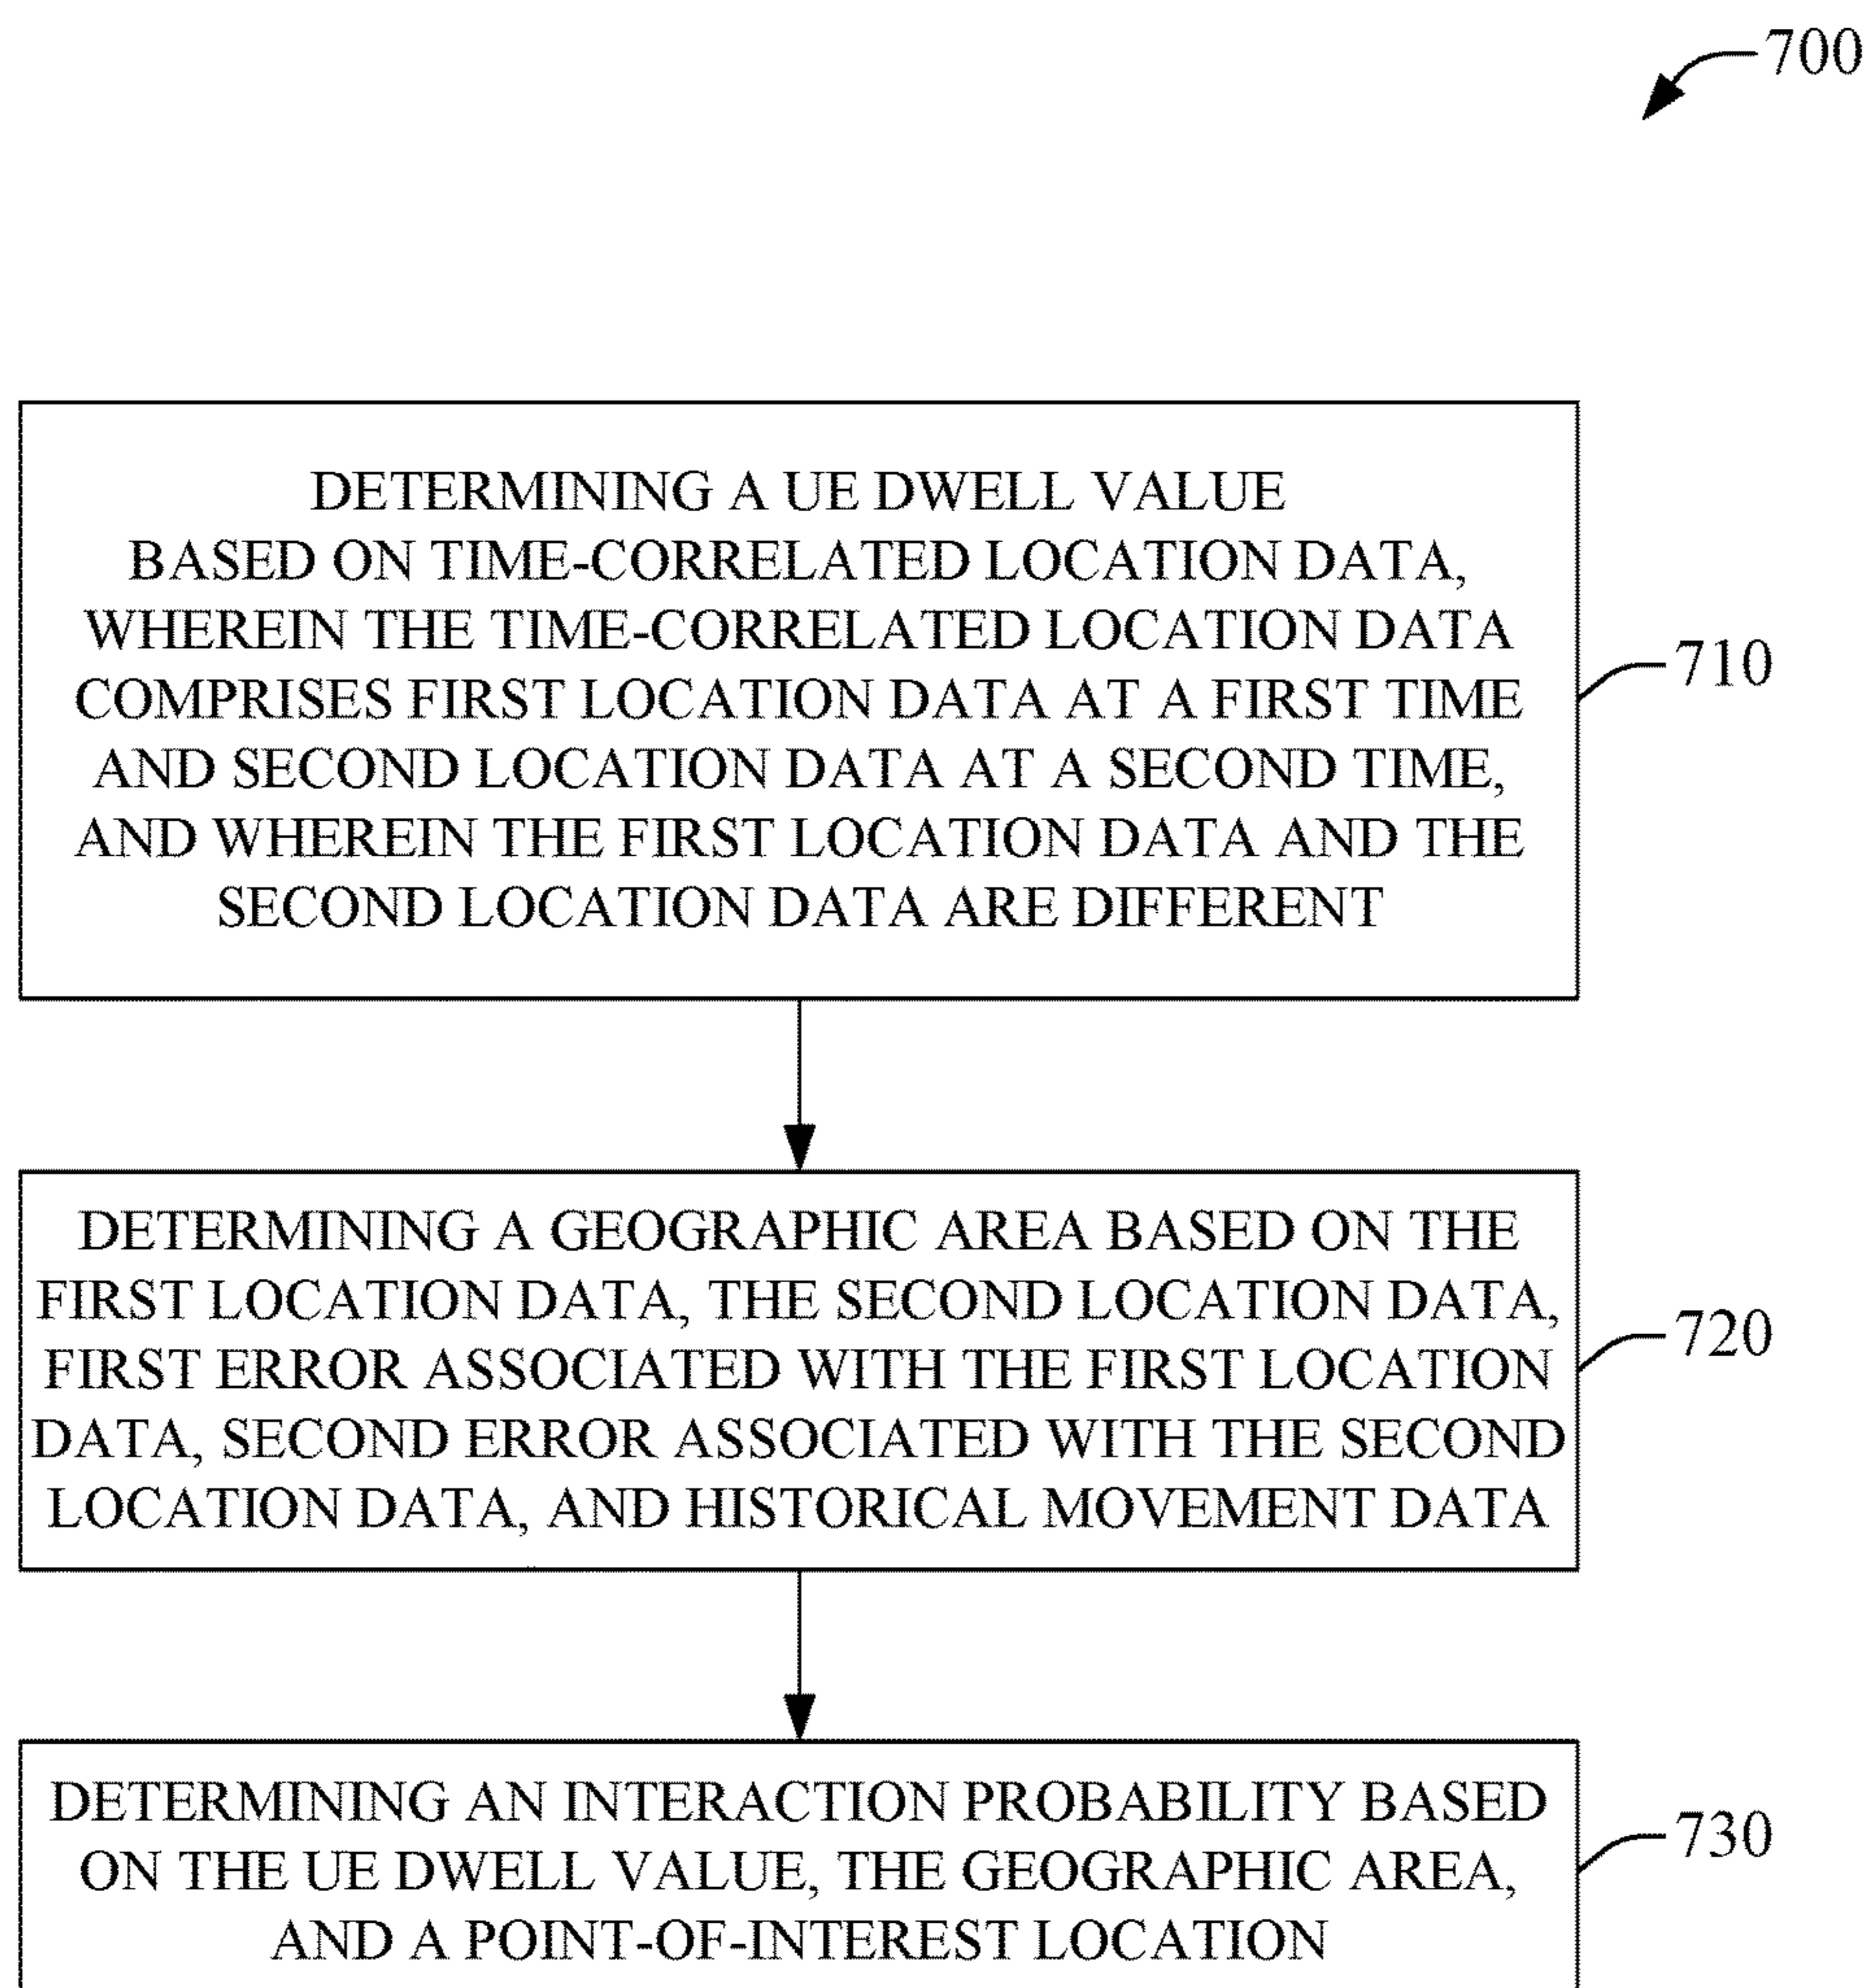 700
DETERMINING A UE DWELL VALUE
BASED ON TIME-CORRELATED LOCATION DATA,
WHEREIN THE TIME-CORRELATED LOCATION DATA
COMPRISES FIRST LOCATION DATA AT A FIRST TIME
AND SECOND LOCATION DATA AT A SECOND TIME,
AND WHEREIN THE FIRST LOCATION DATA AND THE
SECOND LOCATION DATA ARE DIFFERENT
710
DETERMINING A GEOGRAPHIC AREA BASED ON THE
FIRST LOCATION DATA, THE SECOND LOCATION DATA,
FIRST ERROR ASSOCIATED WITH THE FIRST LOCATION
DATA, SECOND ERROR ASSOCIATED WITH THE SECOND
LOCATION DATA, AND HISTORICAL MOVEMENT DATA
720
DETERMINING AN INTERACTION PROBABILITY BASED
ON THE UE DWELL VALUE, THE GEOGRAPHIC AREA,
AND A POINT-OF-INTEREST LOCATION
730